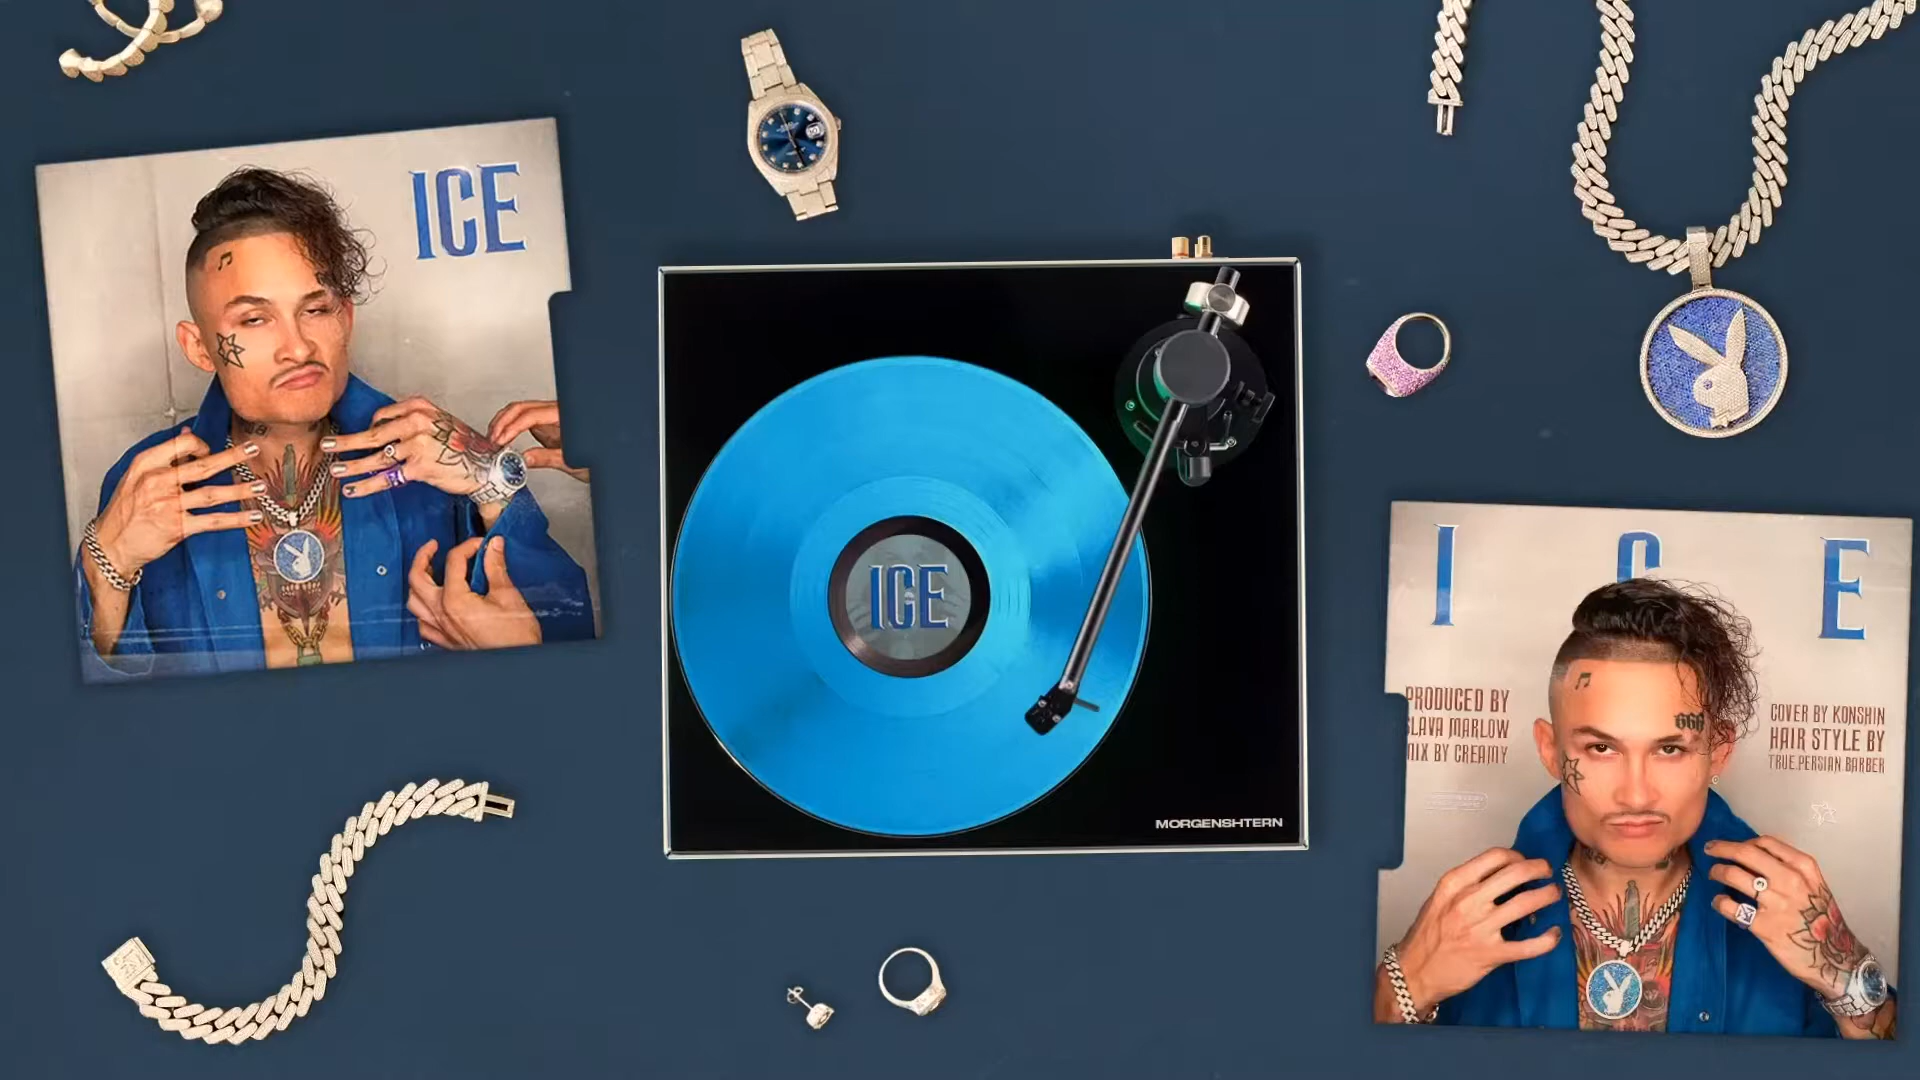 ICE
ICE
MORGENSHTERN
I C E
PRODUCED BY
SLAVA MARLOW
MIX BY CREAMY
COVER BY KONSHIN
HAIR STYLE BY
TRUE.PERSIAN.BARBER
666